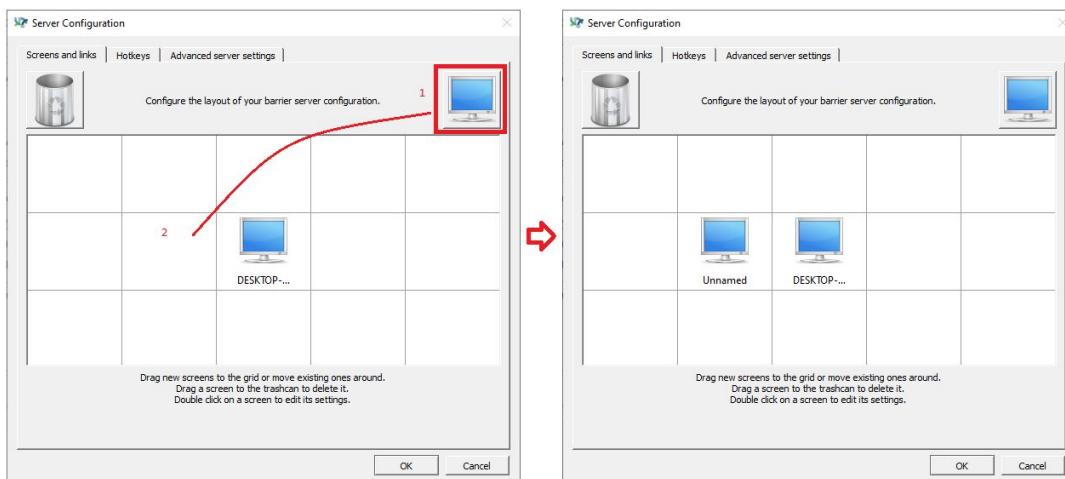 Server Configuration
Screens and links
Hotkeys
Advanced server settings
Configure the layout of your barrier server configuration.
1
2
DESKTOP-...
Drag new screens to the grid or move existing ones around.
Drag a screen to the trashcan to delete it.
Double click on a screen to edit its settings.
OK
Cancel
Server Configuration
Screens and links
Hotkeys
Advanced server settings
Configure the layout of your barrier server configuration.
Unnamed
DESKTOP-...
Drag new screens to the grid or move existing ones around.
Drag a screen to the trashcan to delete it.
Double click on a screen to edit its settings.
OK
Cancel